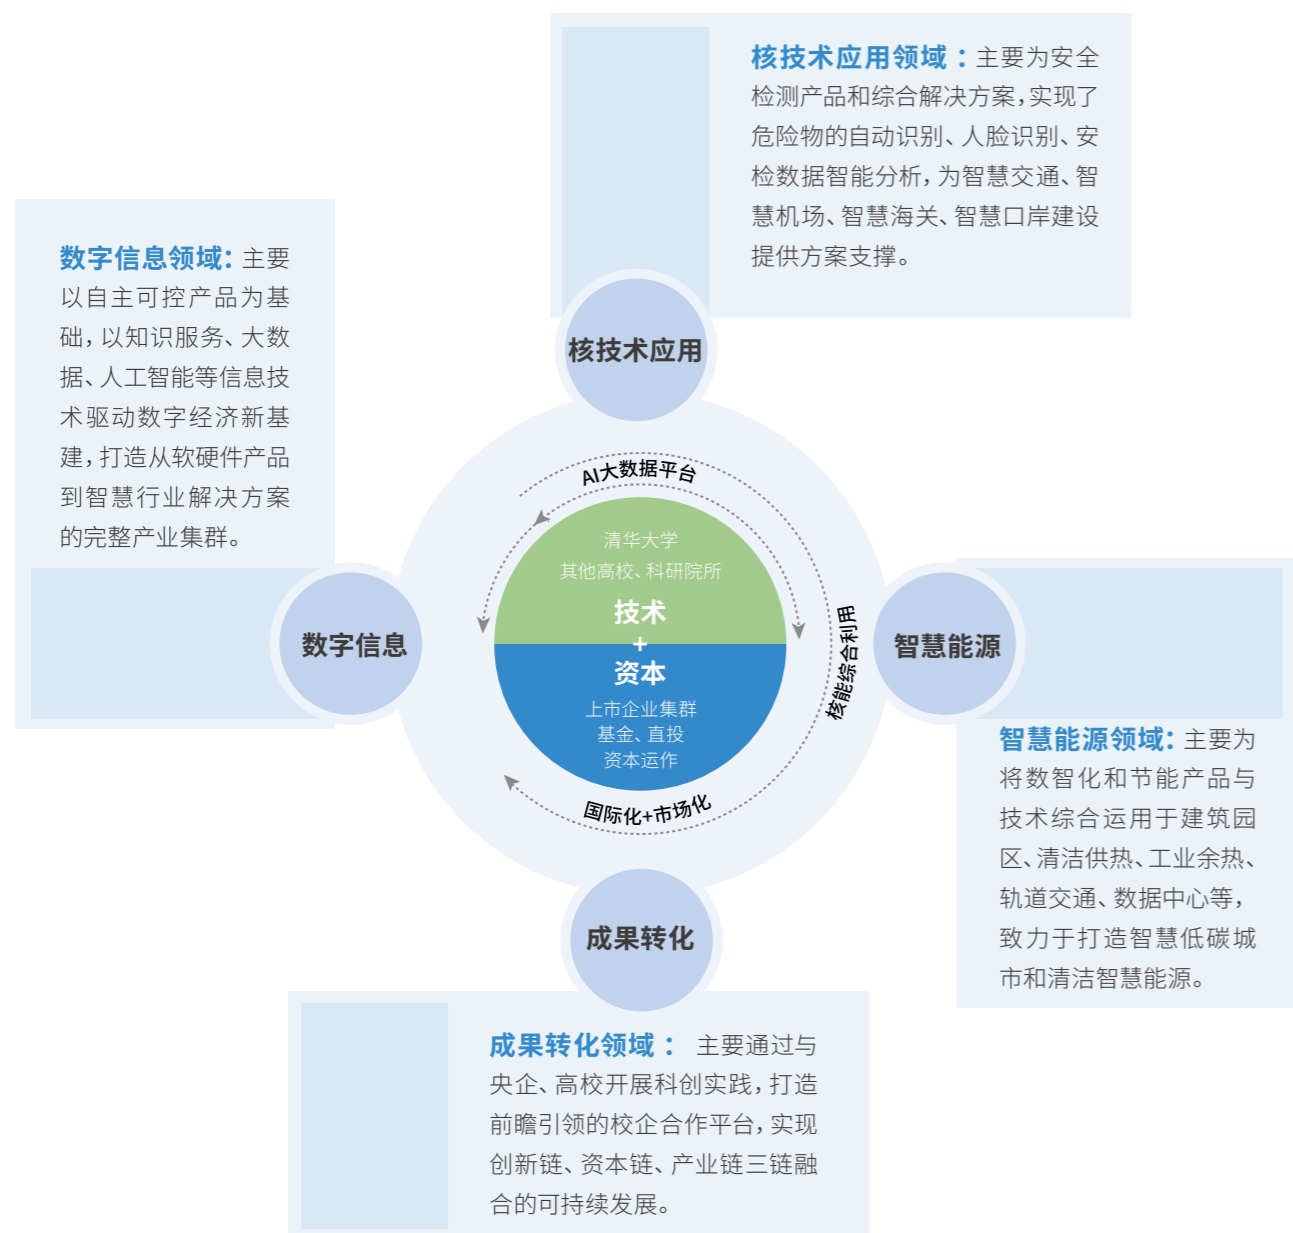 核技术应用领域：主要为安全
检测产品和综合解决方案，实现了
危险物的自动识别、人脸识别、安
检数据智能分析，为智慧交通、智
慧机场、智慧海关、智慧口岸建设
提供方案支撑。
数字信息领域：主要
以自主可控产品为基
础，以知识服务、大数
据、人工智能等信息技
术驱动数字经济新基
建，打造从软硬件产品
到智慧行业解决方案
的完整产业集群。
核技术应用
AI大数据平台
清华大学
其他高校、科研院所
技术
+
资本
上市企业集群
基金、直投
资本运作
核能综合利用
国际化+市场化
数字信息
智慧能源
智慧能源领域：主要为
将数智化和节能产品与
技术综合运用于建筑园
区、清洁供热、工业余热、
轨道交通、数据中心等，
致力于打造智慧低碳城
市和清洁智慧能源。
成果转化
成果转化领域： 主要通过与
央企、高校开展科创实践，打造
前瞻引领的校企合作平台，实现
创新链、资本链、产业链三链融
合的可持续发展。